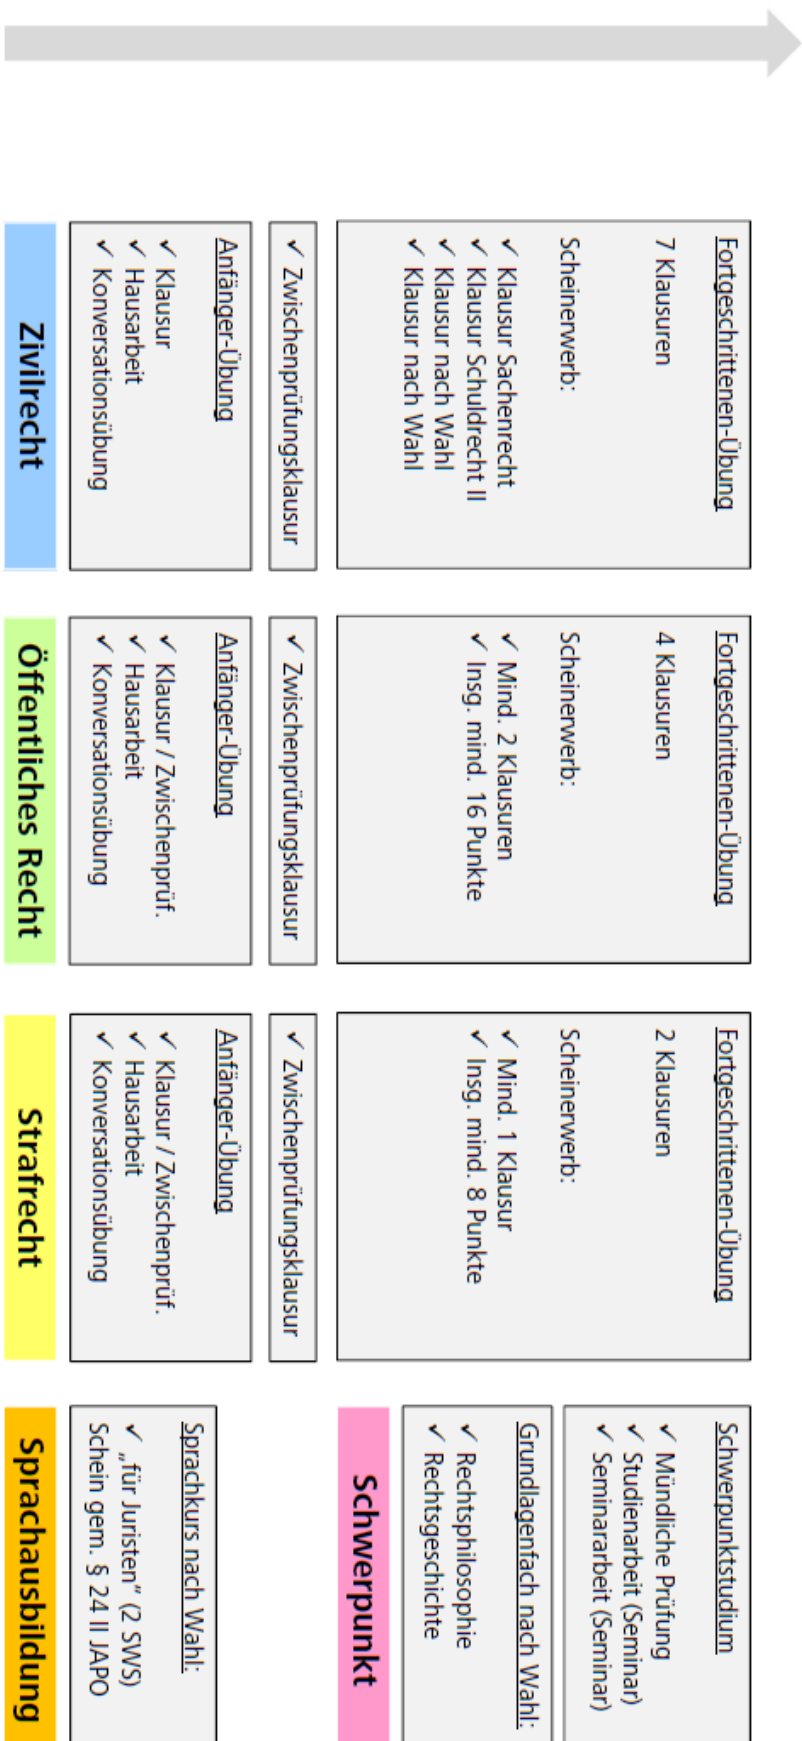 Fortgeschrittenen-Übung
7 Klausuren
Scheinerwerb:
✓ Klausur Sachenrecht
✓ Klausur Schuldrecht II
✓ Klausur nach Wahl
✓ Klausur nach Wahl
✓ Zwischenprüfungsklausur
Anfänger-Übung
✓ Klausur
✓ Hausarbeit
✓ Konversationsübung
Zivilrecht
Fortgeschrittenen-Übung
4 Klausuren
Scheinerwerb:
✓ Mind. 2 Klausuren
✓ Insg. mind. 16 Punkte
✓ Zwischenprüfungsklausur
Anfänger-Übung
✓ Klausur / Zwischenprüf.
✓ Hausarbeit
✓ Konversationsübung
Öffentliches Recht
Fortgeschrittenen-Übung
2 Klausuren
Scheinerwerb:
✓ Mind. 1 Klausur
✓ Insg. mind. 8 Punkte
✓ Zwischenprüfungsklausur
Anfänger-Übung
✓ Klausur / Zwischenprüf.
✓ Hausarbeit
✓ Konversationsübung
Strafrecht
Schwerpunktstudium
✓ Mündliche Prüfung
✓ Studienarbeit (Seminar)
✓ Seminararbeit (Seminar)
Grundlagenfach nach Wahl:
✓ Rechtsphilosophie
✓ Rechtsgeschichte
Schwerpunkt
Sprachkurs nach Wahl:
✓ „für Juristen“ (2 SWS)
Schein gem. § 24 II JAPO
Sprachausbildung